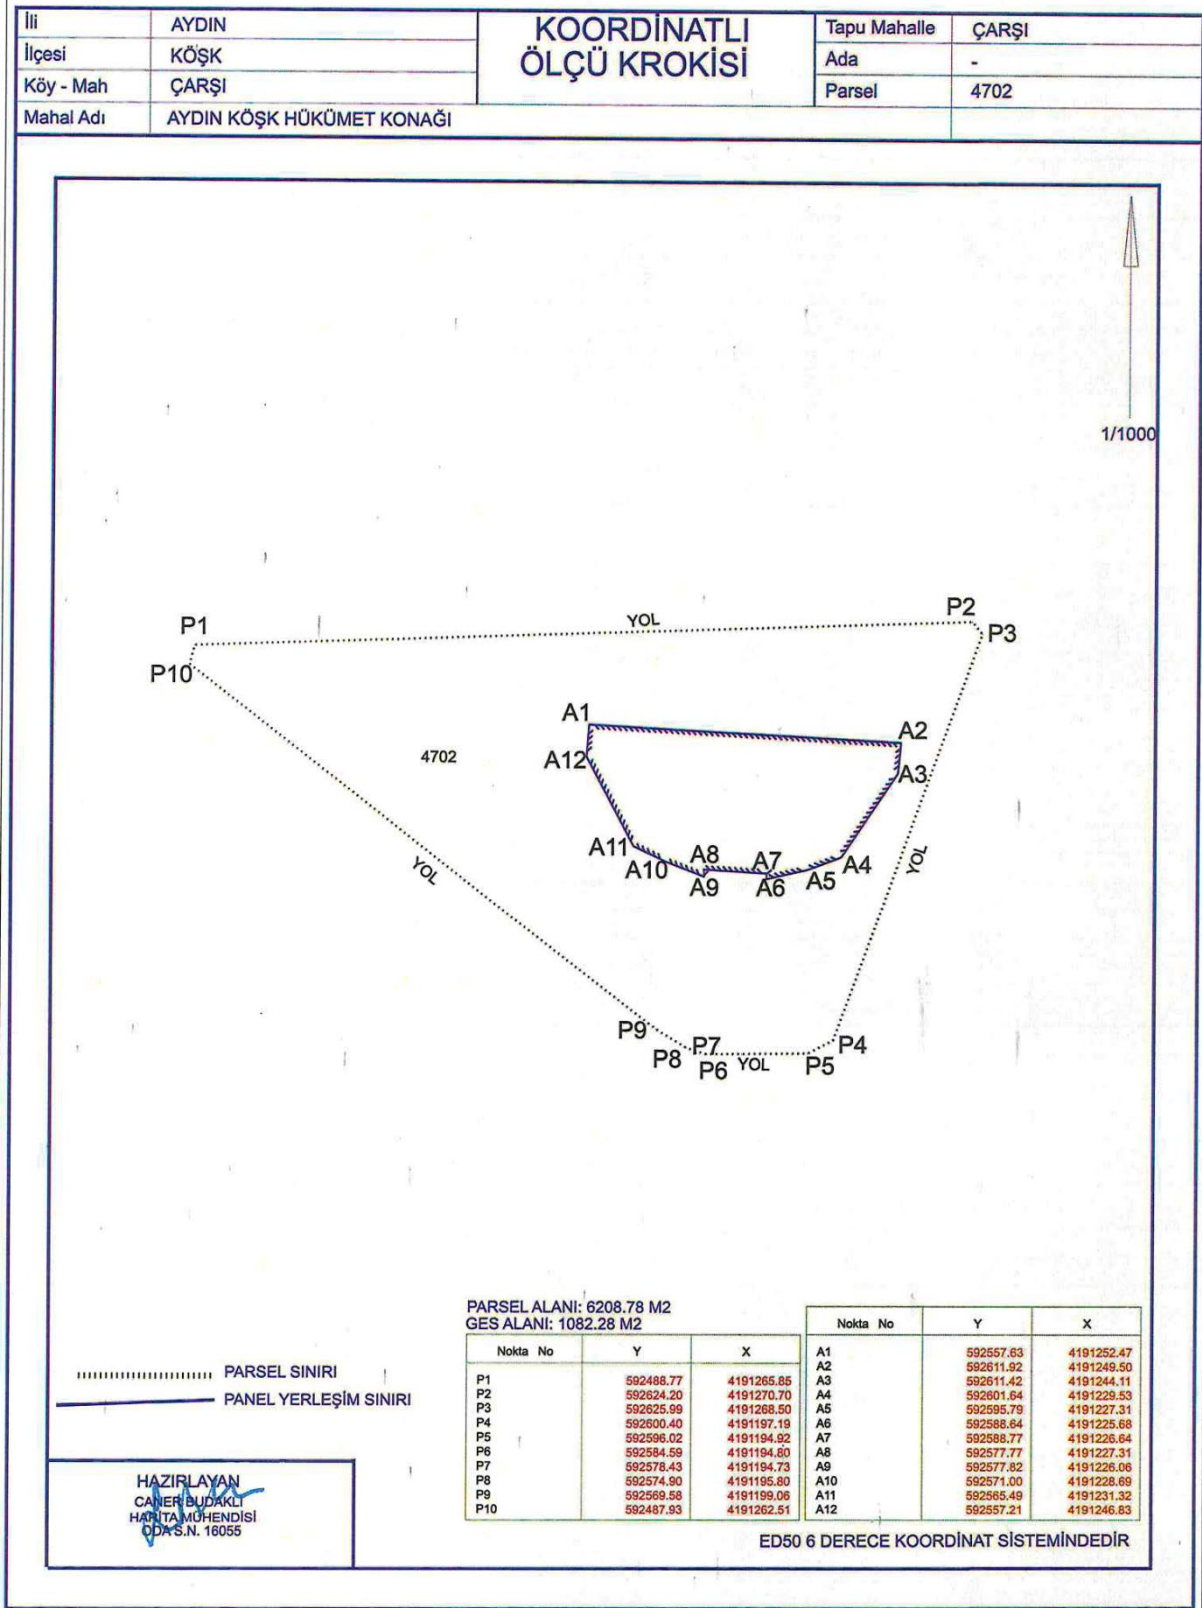 İli AYDIN
İlçesi KÖŞK
Köy - Mah ÇARŞI
Mahal Adı AYDIN KÖŞK HÜKÜMET KONAĞI
KOORDİNATLI
ÖLÇÜ KROKİSİ
Tapu Mahalle ÇARŞI
Ada -
Parsel 4702
1/1000
P1
YOL
P2
P3
P10
A1
A2
4702
A12
A3
A11
A10
A8
A9
A7
A6
A5
A4
YOL
YOL
P9
P8
P7
P6
YOL
P5
P4
PARSEL ALANI: 6208.78 M2
GES ALANI: 1082.28 M2
Nokta No Y X
P1 592488.77 4191265.85
P2 592624.20 4191270.70
P3 592625.99 4191268.50
P4 592600.40 4191197.19
P5 592596.02 4191194.92
P6 592584.59 4191194.80
P7 592578.43 4191194.73
P8 592574.90 4191195.80
P9 592569.58 4191199.06
P10 592487.93 4191262.51
Nokta No Y X
A1 592557.63 4191252.47
A2 592611.92 4191249.50
A3 592611.42 4191244.11
A4 592601.64 4191229.53
A5 592595.79 4191227.31
A6 592588.64 4191225.68
A7 592588.77 4191226.64
A8 592577.77 4191227.31
A9 592577.82 4191226.06
A10 592571.00 4191228.69
A11 592565.49 4191231.32
A12 592557.21 4191246.83
PARSEL SINIRI
PANEL YERLEŞİM SINIRI
HAZIRLAYAN
CANER BUDAKLI
HARİTA MÜHENDİSİ
ODA S.N. 16055
ED50 6 DERECE KOORDİNAT SİSTEMİNDEDİR